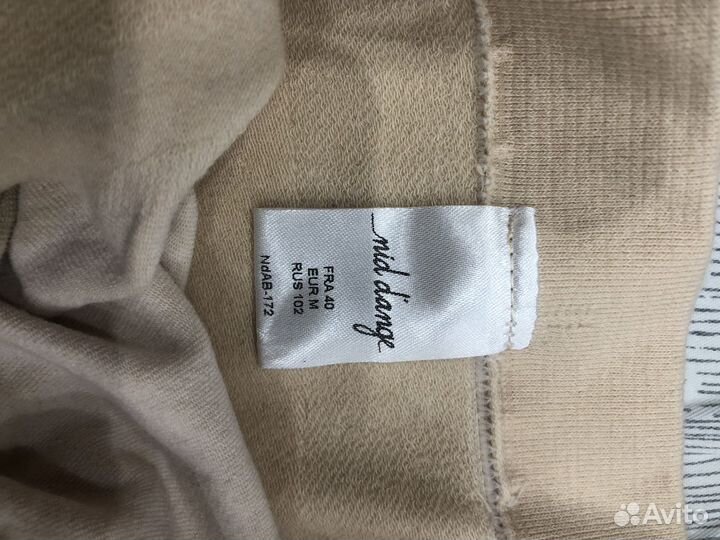 nid d'ange
FRA 40
EUR M
RUS 102
NdAB-172
Avito